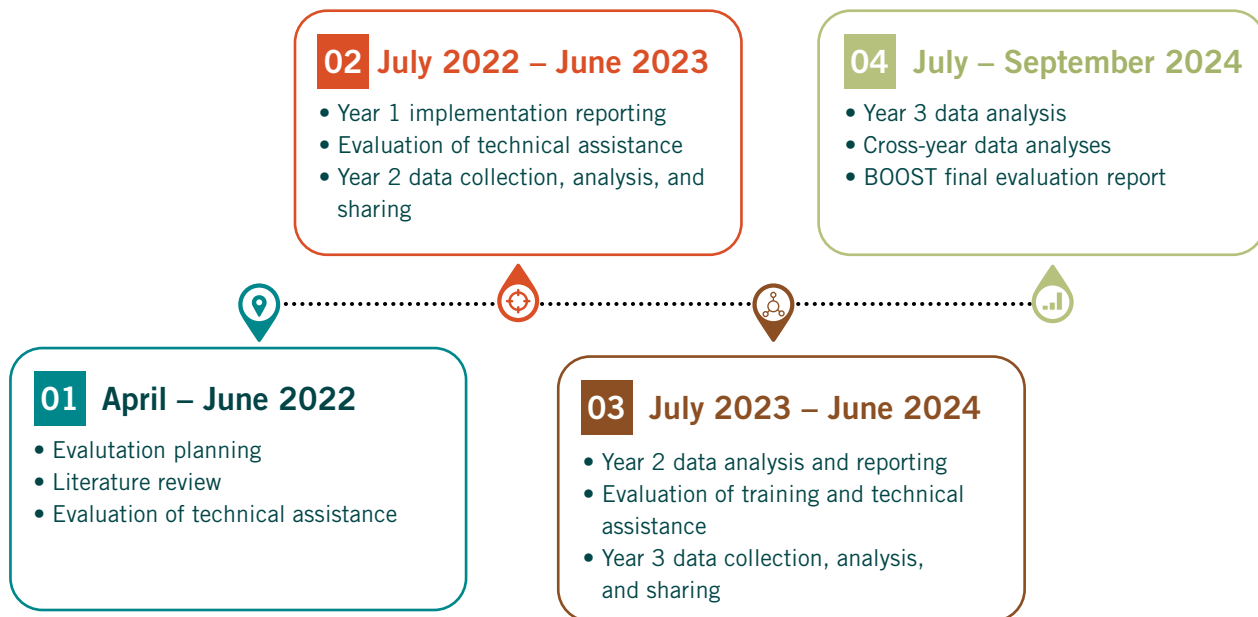 01 April – June 2022
• Evalutation planning
• Literature review
• Evaluation of technical assistance
02 July 2022 – June 2023
• Year 1 implementation reporting
• Evaluation of technical assistance
• Year 2 data collection, analysis, and
sharing
03 July 2023 – June 2024
• Year 2 data analysis and reporting
• Evaluation of training and technical
assistance
• Year 3 data collection, analysis,
and sharing
04 July – September 2024
• Year 3 data analysis
• Cross-year data analyses
• BOOST final evaluation report